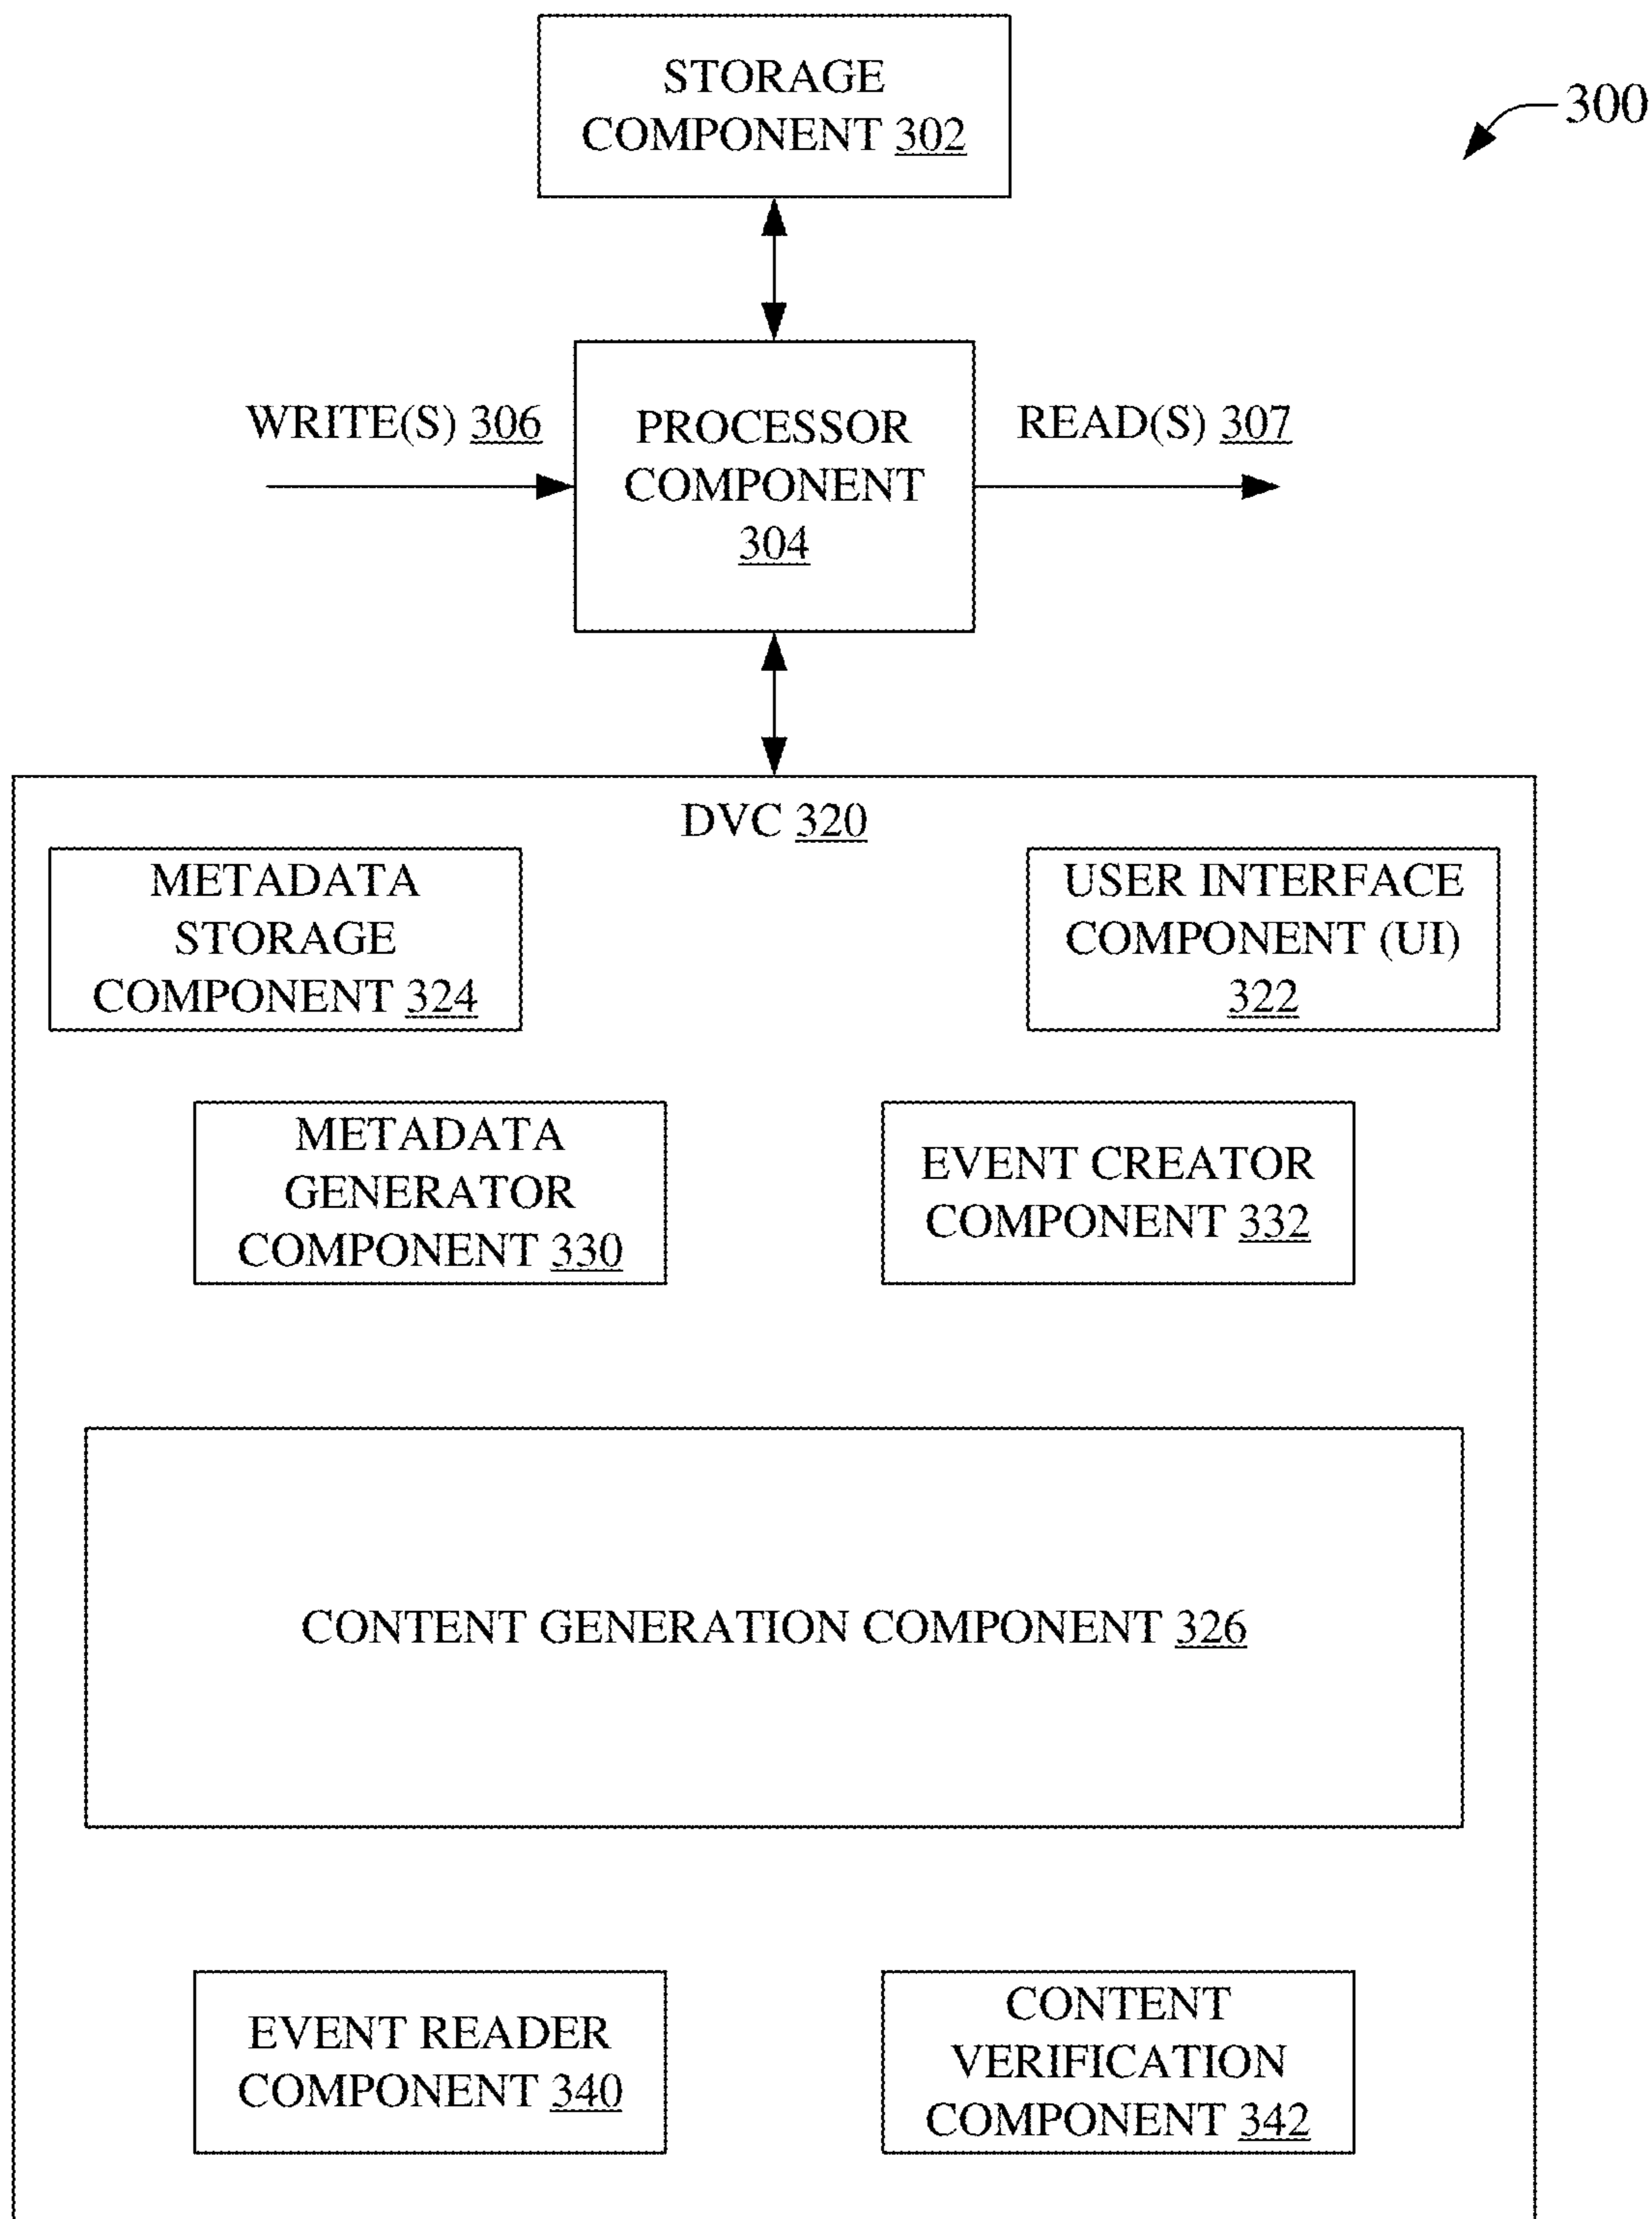 STORAGE
COMPONENT 302
300
WRITE(S) 306
PROCESSOR
COMPONENT
304
READ(S) 307
DVC 320
METADATA
STORAGE
COMPONENT 324
USER INTERFACE
COMPONENT (UI)
322
METADATA
GENERATOR
COMPONENT 330
EVENT CREATOR
COMPONENT 332
CONTENT GENERATION COMPONENT 326
EVENT READER
COMPONENT 340
CONTENT
VERIFICATION
COMPONENT 342